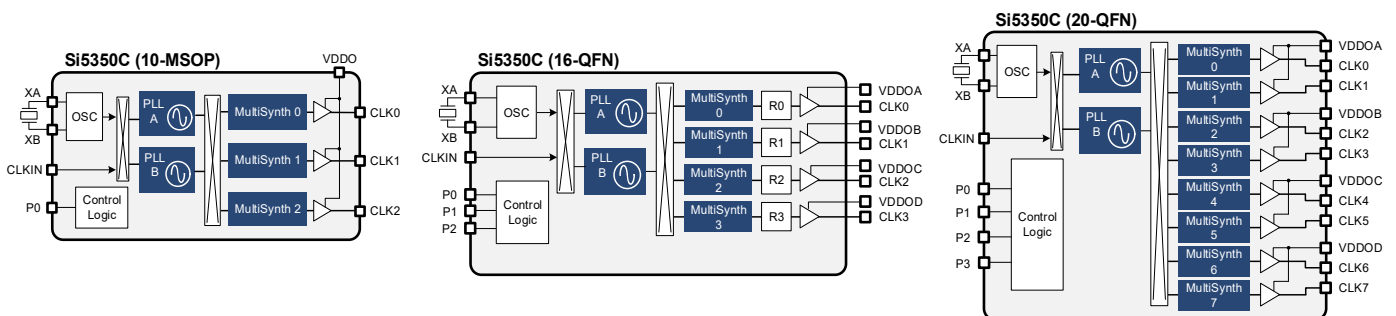 Si5350C (10-MSOP)
VDDO
XA
XB
OSC
PLL
A
PLL
B
MultiSynth 0
MultiSynth 1
MultiSynth 2
CLK0
CLK1
CLK2
CLKIN
P0
Control
Logic
Si5350C (16-QFN)
XA
XB
OSC
CLKIN
P0
P1
P2
Control
Logic
PLL
A
PLL
B
MultiSynth
0
MultiSynth
1
MultiSynth
2
MultiSynth
3
R0
R1
R2
R3
VDDOA
CLK0
VDDOB
CLK1
VDDOC
CLK2
VDDOD
CLK3
Si5350C (20-QFN)
XA
XB
OSC
CLKIN
P0
P1
P2
P3
Control
Logic
PLL
A
PLL
B
MultiSynth
0
MultiSynth
1
MultiSynth
2
MultiSynth
3
MultiSynth
4
MultiSynth
5
MultiSynth
6
MultiSynth
7
VDDOA
CLK0
CLK1
VDDOB
CLK2
CLK3
VDDOC
CLK4
CLK5
VDDOD
CLK6
CLK7